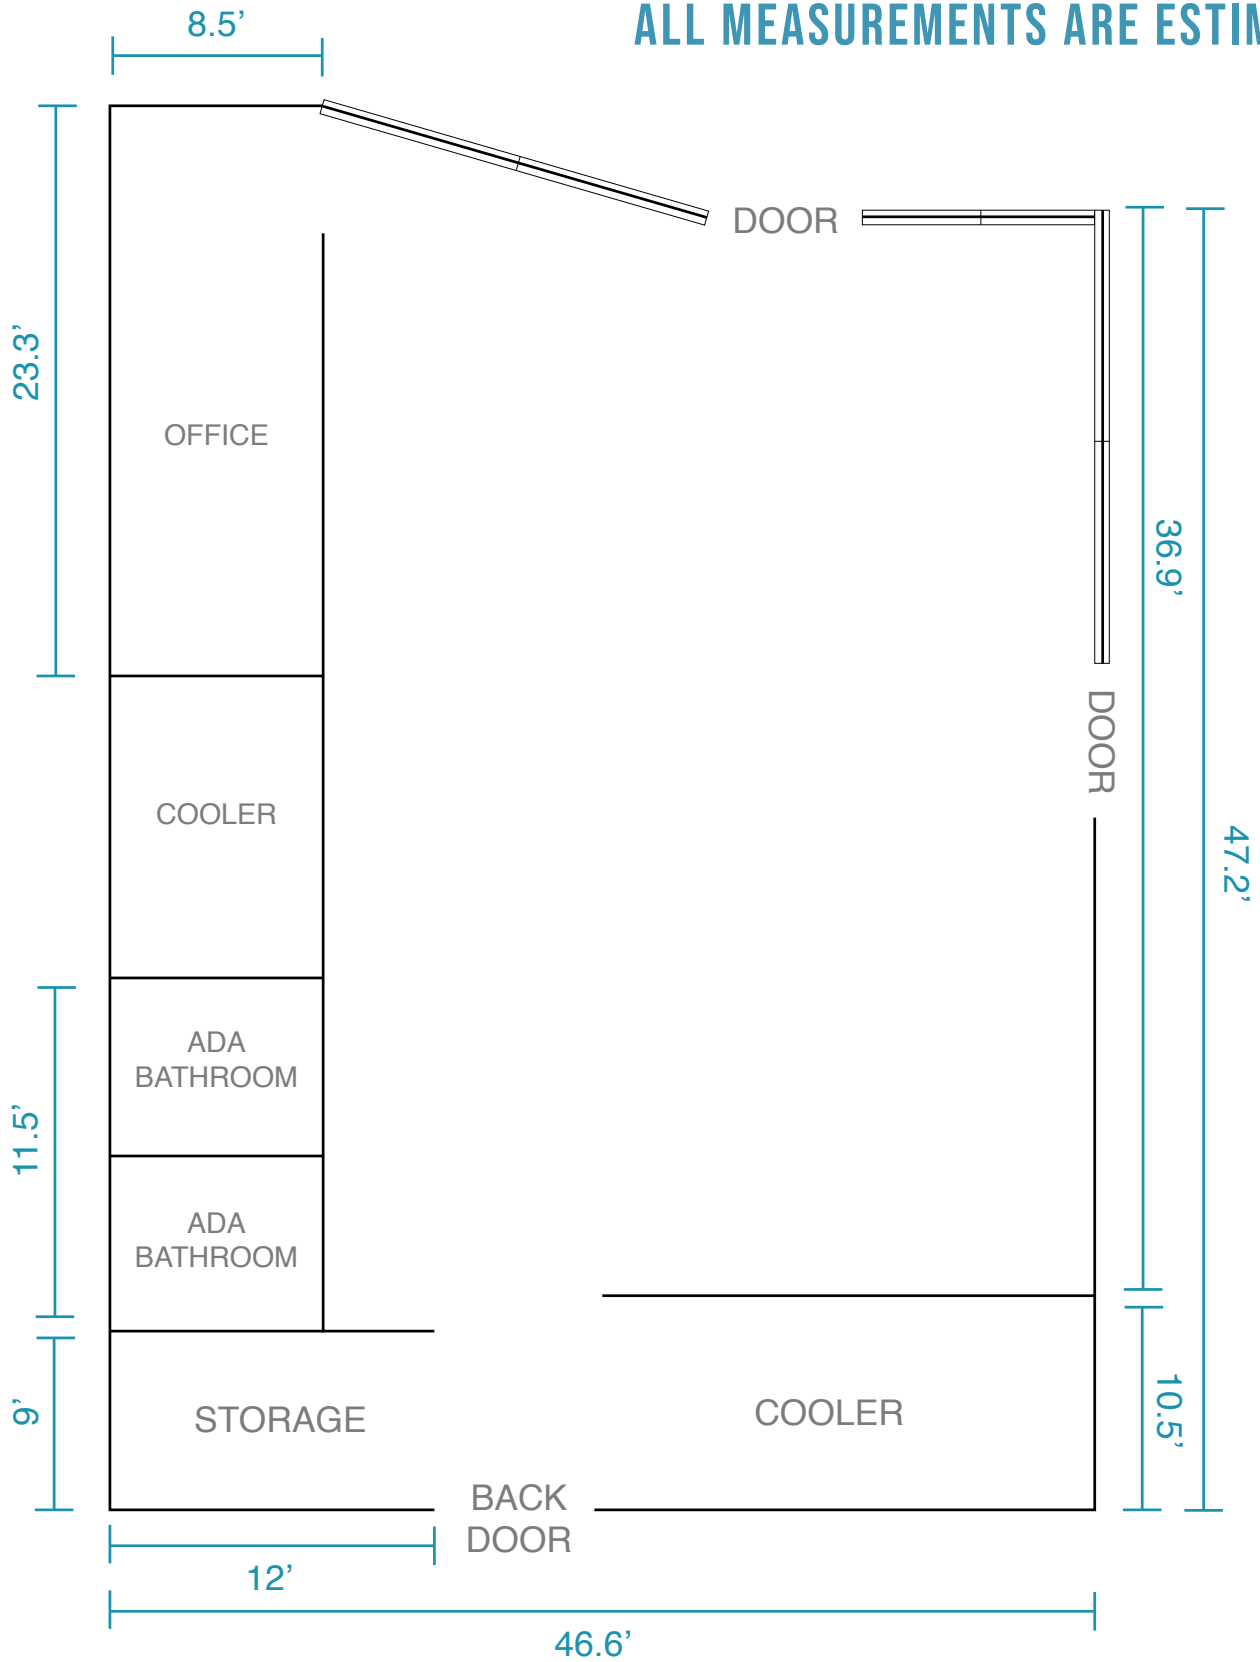 8.5’
ALL MEASUREMENTS ARE
DOOR
23.3’
OFFICE
36.9’
DOOR
COOLER
47.2’
ADA
BATHROOM
11.5’
ADA
BATHROOM
9’
STORAGE
COOLER
10.5’
BACK
DOOR
12’
46.6’